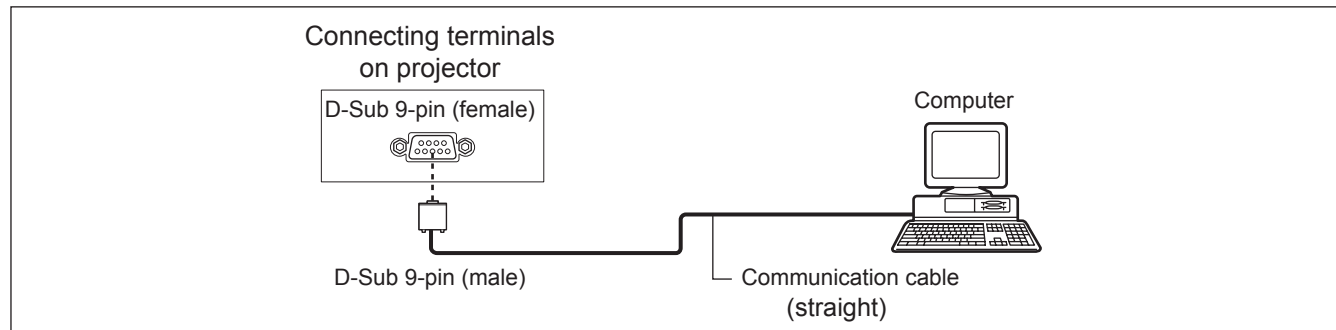 Connecting terminals
on projector
D-Sub 9-pin (female)
Computer
D-Sub 9-pin (male)
Communication cable
(straight)